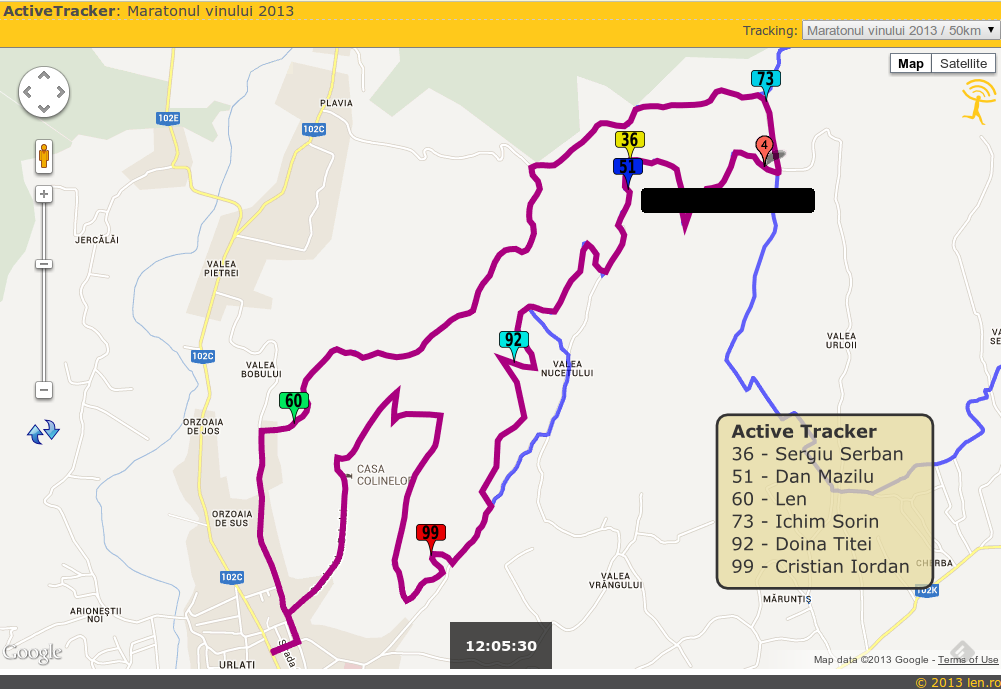 ActiveTracker: Maratonul vinului 2013
Tracking: Maratonul vinului 2013 / 50km
Map Satellite
73
102E
PLAVIA
102C
36
4
51
JERCĂLĂI
VALEA
PIETREI
92
VALEA
URLOII
102C
VALEA
BOBULUI
VALEA
NUCETULUI
60
ORZOAIA
DE JOS
Active Tracker
36 - Sergiu Serban
51 - Dan Mazilu
60 - Len
73 - Ichim Sorin
92 - Doina Titei
99 - Cristian Iordan
CASA
COLINELOR
ORZOAIA
DE SUS
99
102C
VALEA
VRÂNGULUI
102K
MĂRUNȚIȘ
ARIONEȘTII
NOI
12:05:30
Google
URLATI
Map data ©2013 Google - Terms of Use
© 2013 len.ro